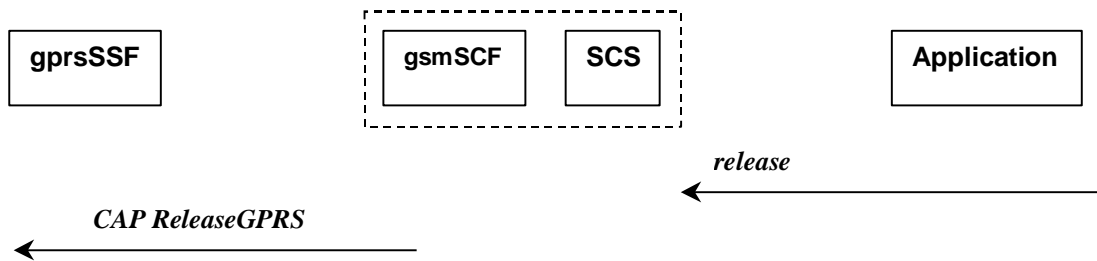 gprsSSF
gsmSCF
SCS
Application
release
CAP ReleaseGPRS